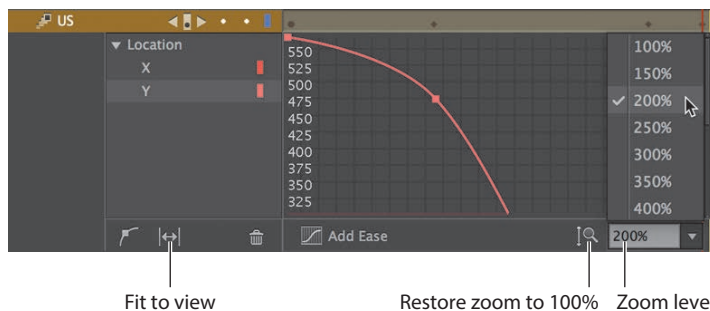 US
Location
X
Y
550
525
500
475
450
425
400
375
350
325
100%
150%
200%
250%
300%
350%
400%
Add Ease
200%
Fit to view
Restore zoom to 100%
Zoom leve